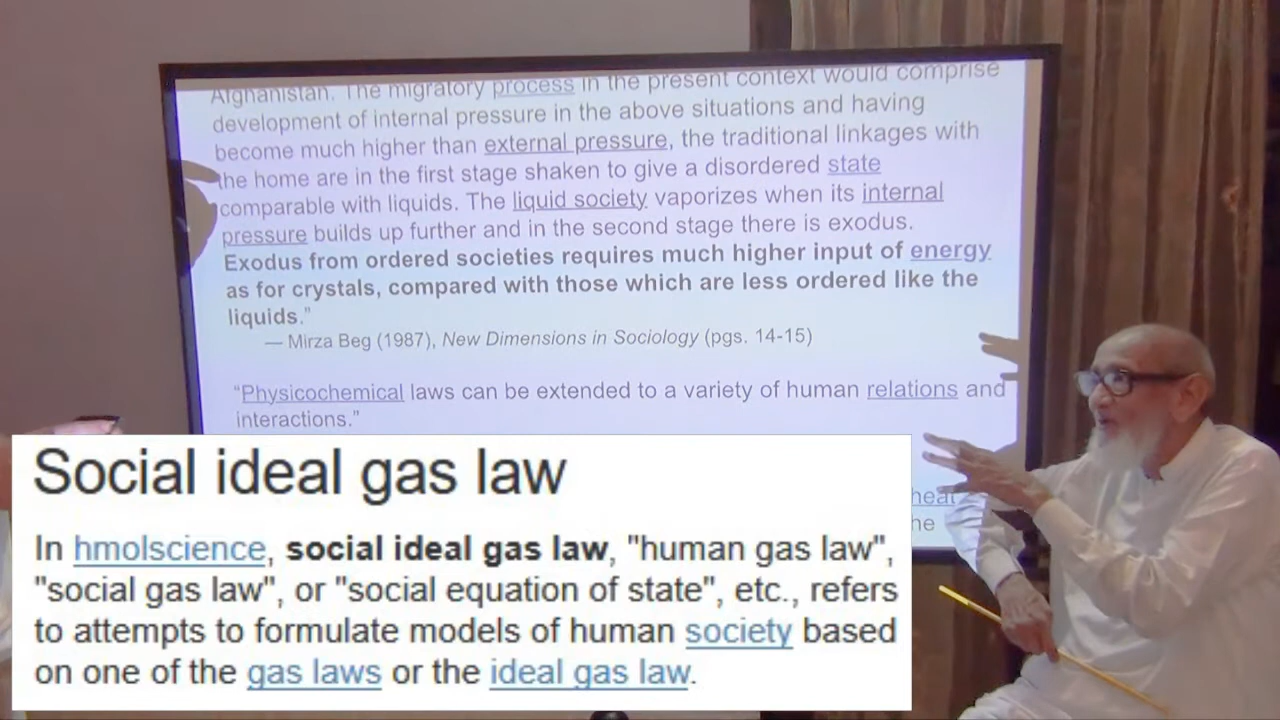 Afghanistan. The migratory process in the present context would comprise
development of internal pressure in the above situations and having
become much higher than external pressure, the traditional linkages with
the home are in the first stage shaken to give a disordered state
comparable with liquids. The liquid society vaporizes when its internal
pressure builds up further and in the second stage there is exodus.
Exodus from ordered societies requires much higher input of energy
as for crystals, compared with those which are less ordered like the
liquids.”
— Mirza Beg (1987), New Dimensions in Sociology (pgs. 14-15)
“Physicochemical laws can be extended to a variety of human relations and
interactions.”
heat
he
Social ideal gas law
In hmolscience, social ideal gas law, "human gas law",
"social gas law", or "social equation of state", etc., refers
to attempts to formulate models of human society based
on one of the gas laws or the ideal gas law.